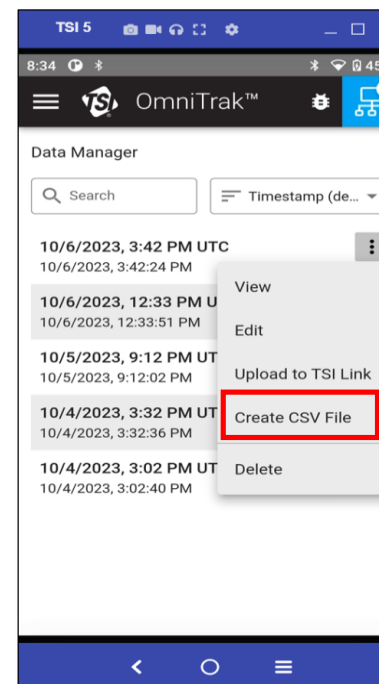 TSI 5
8:34 45
TSI OmniTrak™
Data Manager
Search Timestamp (de...
10/6/2023, 3:42 PM UTC
10/6/2023, 3:42:24 PM
10/6/2023, 12:33 PM U
10/6/2023, 12:33:51 PM
10/5/2023, 9:12 PM UT
10/5/2023, 9:12:02 PM
10/4/2023, 3:32 PM UT
10/4/2023, 3:32:36 PM
10/4/2023, 3:02 PM UT
10/4/2023, 3:02:40 PM
View
Edit
Upload to TSI Link
Create CSV File
Delete